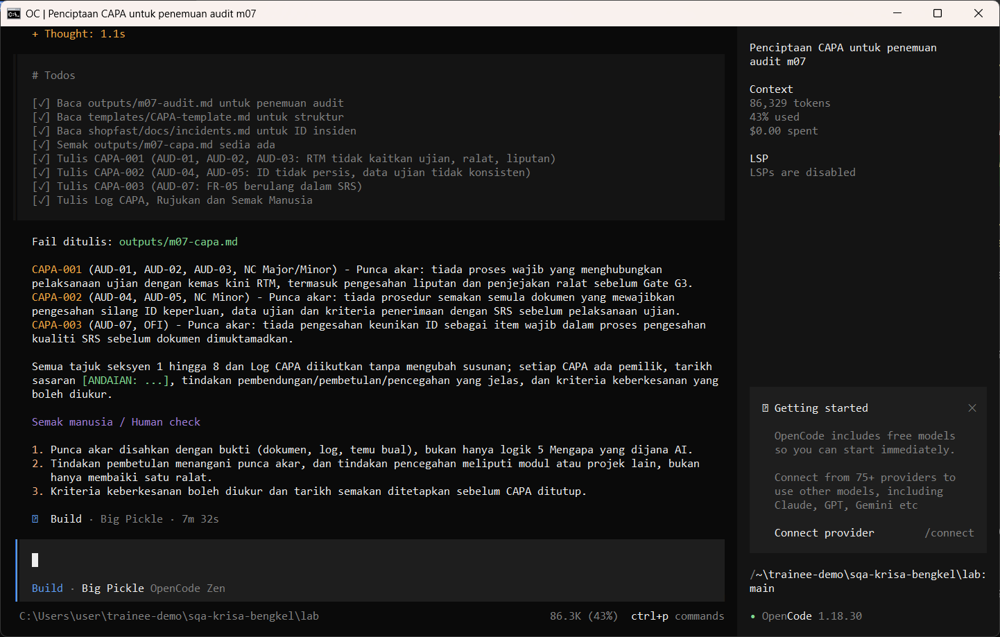 OC | Penciptaan CAPA untuk penemuan audit m07
+ Thought: 1.1s
# Todos
[✓] Baca outputs/m07-audit.md untuk penemuan audit
[✓] Baca templates/CAPA-template.md untuk struktur
[✓] Baca shopfast/docs/incidents.md untuk ID insiden
[✓] Semak outputs/m07-capa.md sedia ada
[✓] Tulis CAPA-001 (AUD-01, AUD-02, AUD-03: RTM tidak kaitkan ujian, ralat, liputan)
[✓] Tulis CAPA-002 (AUD-04, AUD-05: ID tidak persis, data ujian tidak konsisten)
[✓] Tulis CAPA-003 (AUD-07: FR-05 berulang dalam SRS)
[✓] Tulis Log CAPA, Rujukan dan Semak Manusia
Fail ditulis: outputs/m07-capa.md
CAPA-001 (AUD-01, AUD-02, AUD-03, NC Major/Minor) - Punca akar: tiada proses wajib yang menghubungkan
pelaksanaan ujian dengan kemas kini RTM, termasuk pengesahan liputan dan penjejakan ralat sebelum Gate G3.
CAPA-002 (AUD-04, AUD-05, NC Minor) - Punca akar: tiada prosedur semakan semula dokumen yang mewajibkan
pengesahan silang ID keperluan, data ujian dan kriteria penerimaan dengan SRS sebelum pelaksanaan ujian.
CAPA-003 (AUD-07, OFI) - Punca akar: tiada pengesahan keunikan ID sebagai item wajib dalam proses pengesahan
kualiti SRS sebelum dokumen dimuktamadkan.
Semua tajuk seksyen 1 hingga 8 dan Log CAPA diikutkan tanpa mengubah susunan; setiap CAPA ada pemilik, tarikh
sasaran [ANDAIAN: ...], tindakan pembendungan/pembetulan/pencegahan yang jelas, dan kriteria keberkesanan yang
boleh diukur.
Semak manusia / Human check
1. Punca akar disahkan dengan bukti (dokumen, log, temu bual), bukan hanya logik 5 Mengapa yang dijana AI.
2. Tindakan pembetulan menangani punca akar, dan tindakan pencegahan meliputi modul atau projek lain, bukan
hanya membaiki satu ralat.
3. Kriteria keberkesanan boleh diukur dan tarikh semakan ditetapkan sebelum CAPA ditutup.
Build · Big Pickle · 7m 32s
Build · Big Pickle OpenCode Zen
C:\Users\user\trainee-demo\sqa-krisa-bengkel\lab
86.3K (43%) ctrl+p commands
Penciptaan CAPA untuk penemuan
audit m07
Context
86,329 tokens
43% used
$0.00 spent
LSP
LSPs are disabled
Getting started
OpenCode includes free models
so you can start immediately.
Connect from 75+ providers to
use other models, including
Claude, GPT, Gemini etc
Connect provider /connect
/~\trainee-demo\sqa-krisa-bengkel\lab:
main
• OpenCode 1.18.30